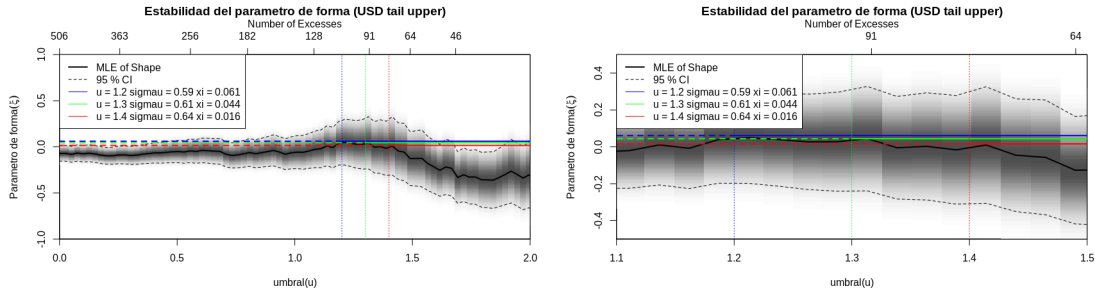 Estabilidad del parametro de forma (USD tail upper)
Number of Excesses
506 363 256 182 128 91 64 46
1.0
0.5
0.0
-0.5
-1.0
Parametro de forma(ξ)
MLE of Shape
95 % CI
u = 1.2 sigmau = 0.59 xi = 0.061
u = 1.3 sigmau = 0.61 xi = 0.044
u = 1.4 sigmau = 0.64 xi = 0.016
0.0 0.5 1.0 1.5 2.0
umbral(u)
Estabilidad del parametro de forma (USD tail upper)
Number of Excesses
91 64
0.4
0.2
0.0
-0.2
-0.4
Parametro de forma(ξ)
MLE of Shape
95 % CI
u = 1.2 sigmau = 0.59 xi = 0.061
u = 1.3 sigmau = 0.61 xi = 0.044
u = 1.4 sigmau = 0.64 xi = 0.016
1.1 1.2 1.3 1.4 1.5
umbral(u)